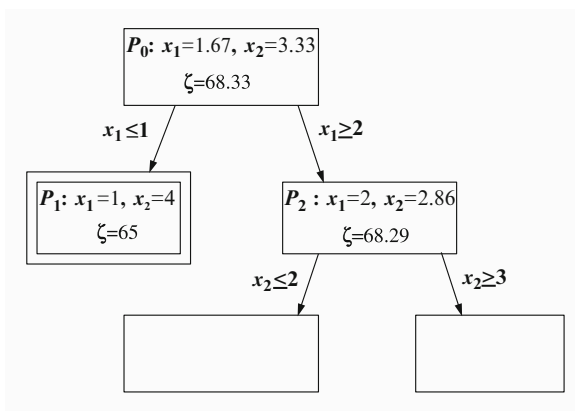 P₀: x₁=1.67, x₂=3.33
ζ=68.33
x₁≤1
x₁≥2
P₁: x₁=1, x₂=4
ζ=65
P₂ : x₁=2, x₂=2.86
ζ=68.29
x₂≤2
x₂≥3